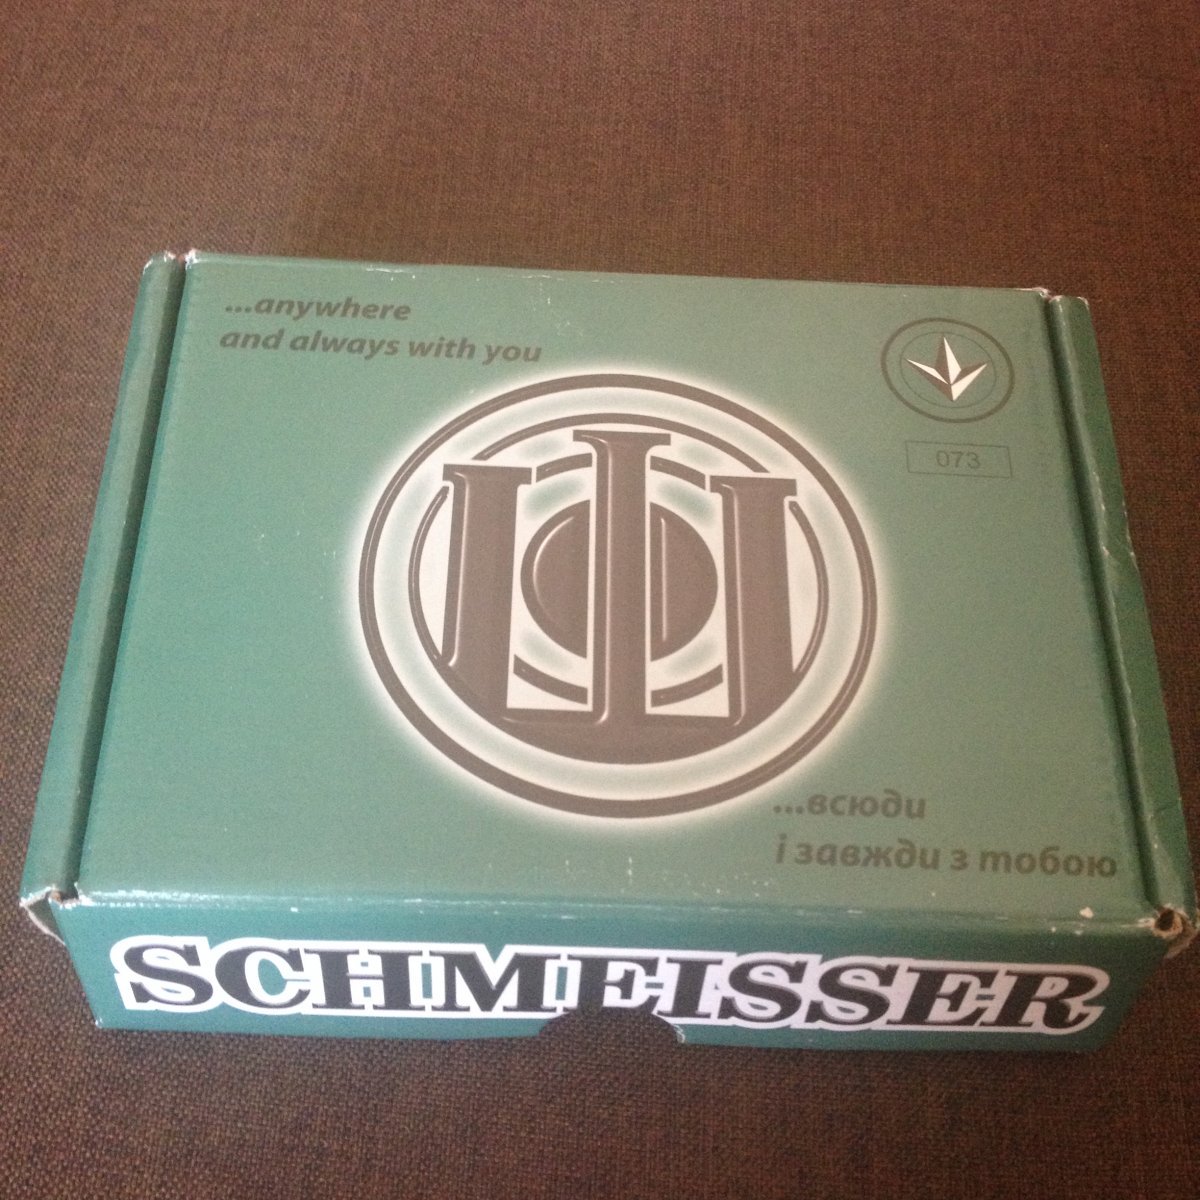 ...anywhere
and always with you
073
Ш
...всюди
і завжди з тобою
SCHMEISSER